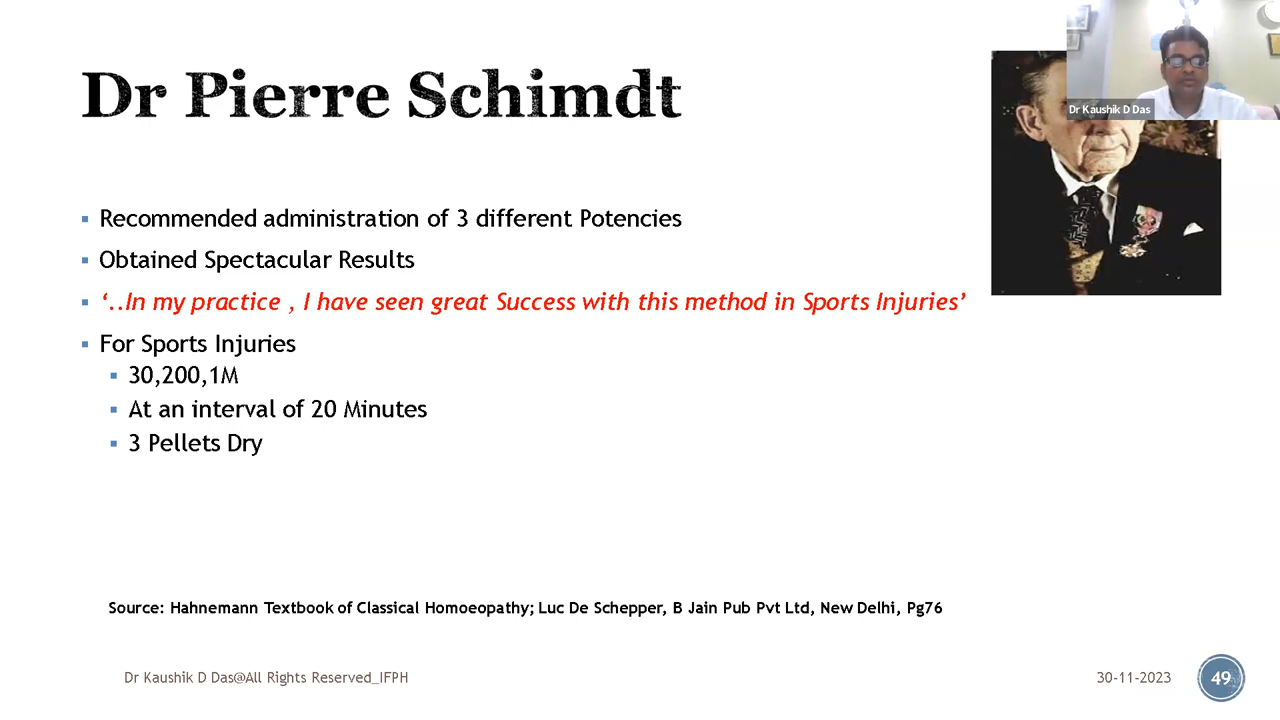 Dr Pierre Schimdt
Dr Kaushik D Das
Recommended administration of 3 different Potencies
Obtained Spectacular Results
‘..In my practice , I have seen great Success with this method in Sports Injuries’
For Sports Injuries
30,200,1M
At an interval of 20 Minutes
3 Pellets Dry
Source: Hahnemann Textbook of Classical Homoeopathy; Luc De Schepper, B Jain Pub Pvt Ltd, New Delhi, Pg76
Dr Kaushik D Das@All Rights Reserved_IFPH
30-11-2023
49